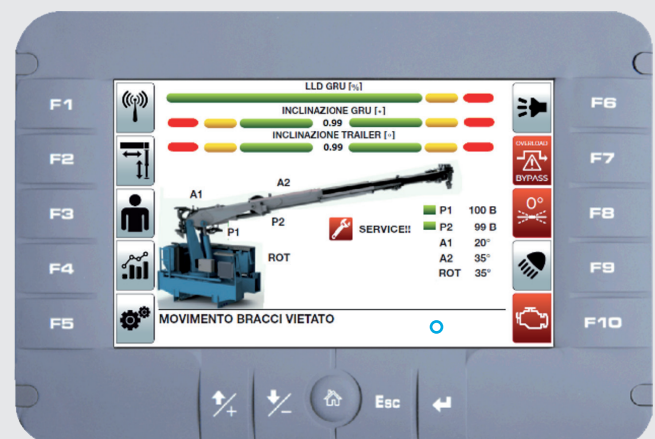 LLD GRU [%]
INCLINAZIONE GRU [°]
0.99
INCLINAZIONE TRAILER [°]
0.99
F1
F2
F3
F4
F5
F6
F7
F8
F9
F10
OVERLOAD
BYPASS
0°
A1
A2
P1
P2
ROT
SERVICE!!
P1 100 B
P2 99 B
A1 20°
A2 35°
ROT 35°
MOVIMENTO BRACCI VIETATO
+
–
Esc